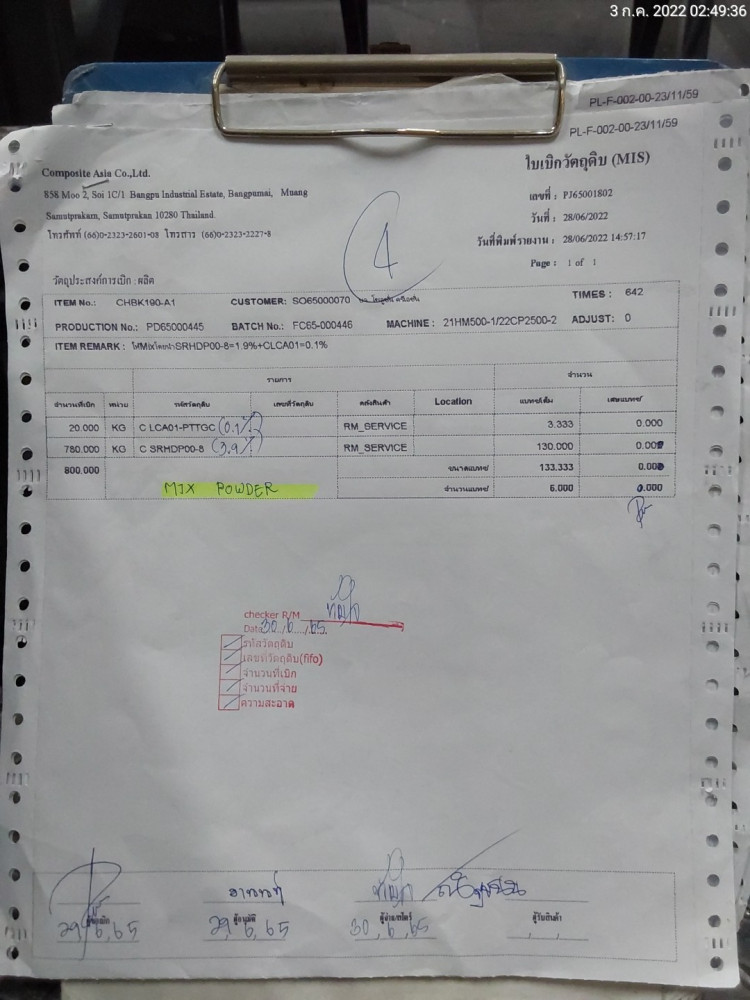 3 ก.ค. 2022 02:49:36
PL-F-002-00-23/11/59
PL-F-002-00-23/11/59
ใบเบิกวัตถุดิบ (MIS)
Composite Asia Co.,Ltd.
858 Moo 2, Soi 1C/1 Bangpu Industrial Estate, Bangpumai, Muang
Samutprakarn, Samutprakan 10280 Thailand.
โทรศัพท์ (66)0-2323-2601-08 โทรสาร (66)0-2323-2227-8
เลขที่ : PJ65001802
วันที่ : 28/06/2022
วันที่พิมพ์รายงาน : 28/06/2022 14:57:17
Page : 1 of 1
4
วัตถุประสงค์การเบิก : ผลิต
ITEM No.: CHBK190-A1 CUSTOMER: SO65000070 TIMES : 642
PRODUCTION No.: PD65000445 BATCH No.: FC65-000446 MACHINE : 21HM500-1/22CP2500-2 ADJUST: 0
ITEM REMARK : SRHDP00-8=1.9%+CLCA01=0.1%
รายการ จำนวน
จำนวนที่เบิก หน่วย รหัสวัตถุดิบ เลขที่วัตถุดิบ คลังสินค้า Location แบทช์เต็ม เศษแบทช์
20.000 KG C LCA01-PTTGC (0.1%) RM_SERVICE 3.333 0.000
780.000 KG C SRHDP00-8 (3.9%) RM_SERVICE 130.000 0.000
800.000 ขนาดแบทช์ 133.333 0.000
MIX POWDER จำนวนแบทช์ 6.000 0.000
checker R/M
Data 30/6/65
รหัสวัตถุดิบ
เลขที่วัตถุดิบ(fifo)
จำนวนที่เบิก
จำนวนที่จ่าย
ความสะอาด
ผู้ขอเบิก ผู้อนุมัติ ผู้จ่าย/สโตร์ ผู้รับสินค้า
29, 6, 65 29, 6, 65 30, 6, 65